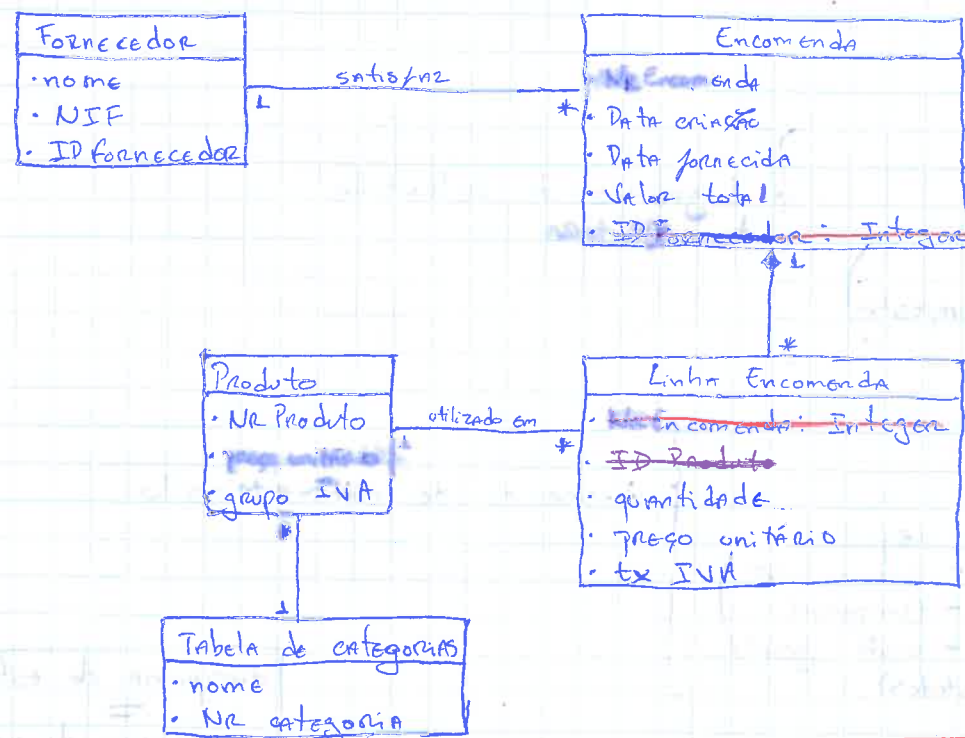 Fornecedor
· nome
· NIF
· ID fornecedor
satisfaz
1
*
Encomenda
Encomenda
· Data criação
· Data fornecida
· Valor total
· ID Fornecedor: Integer
1
*
Produto
· NR Produto
· preço unitário
· grupo IVA
utilizado em
1
*
Linha Encomenda
Encomenda: Integer
· ID Produto
· quantidade
· preço unitário
· tx IVA
*
1
Tabela de categorias
· nome
· NR categoria